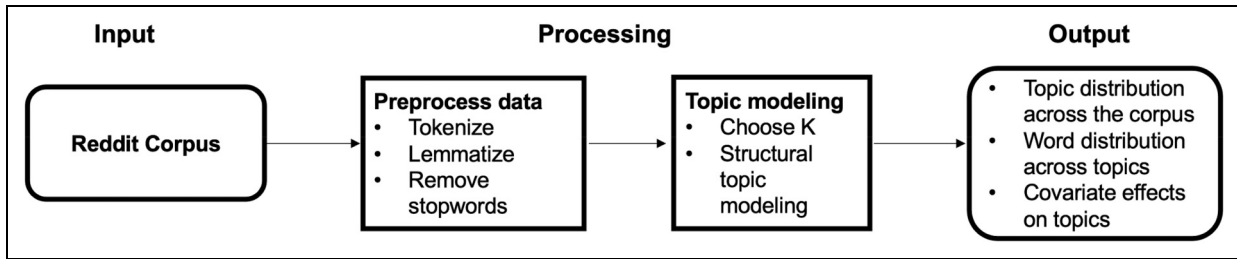 Input
Processing
Output
Reddit Corpus
Preprocess data
• Tokenize
• Lemmatize
• Remove
stopwords
Topic modeling
• Choose K
• Structural
topic
modeling
• Topic distribution
across the corpus
• Word distribution
across topics
• Covariate effects
on topics